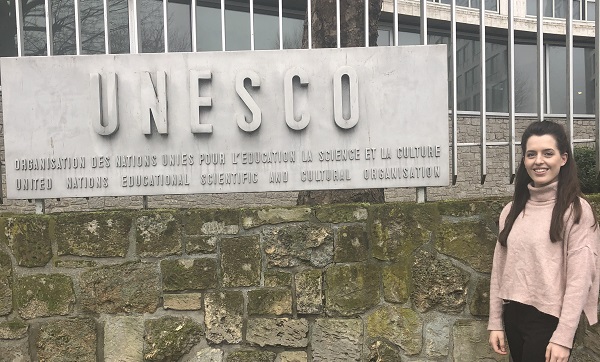 UNESCO
ORGANISATION DES NATIONS UNIES POUR L'EDUCATION LA SCIENCE ET LA CULTURE
UNITED NATIONS EDUCATIONAL SCIENTIFIC AND CULTURAL ORGANISATION